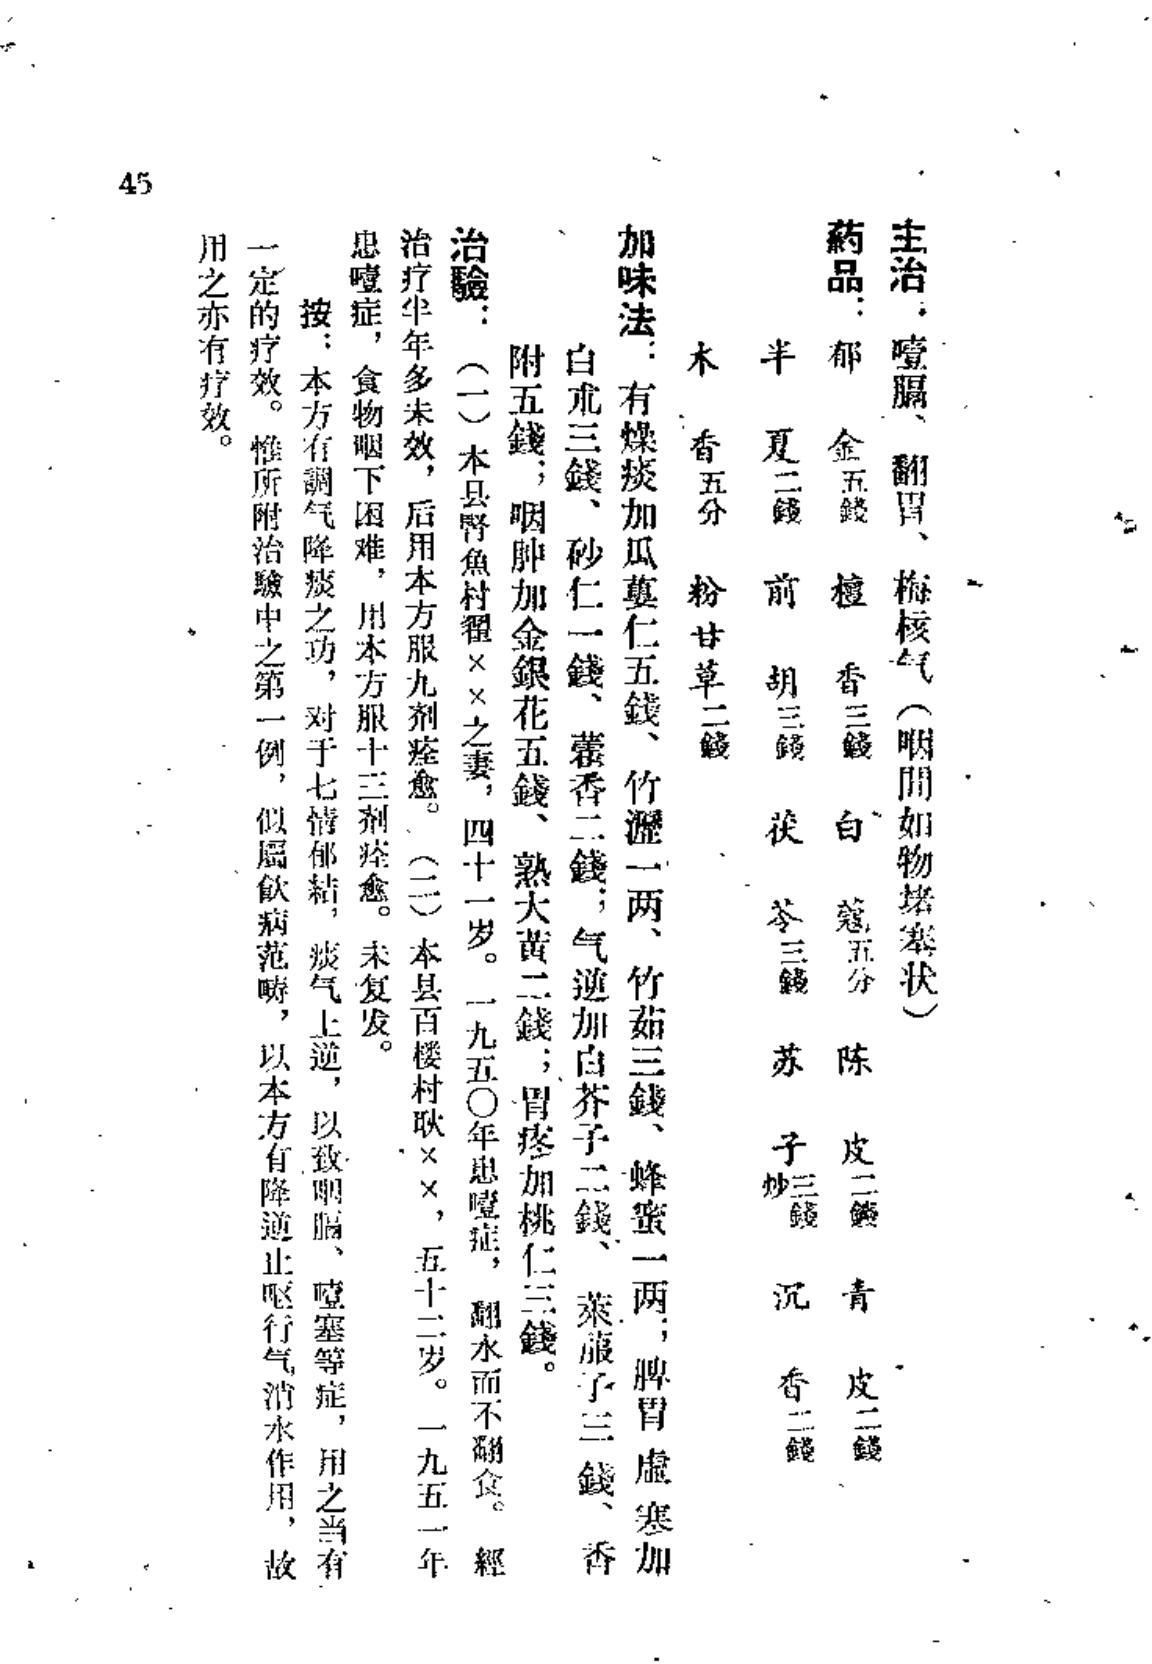 主治：噎膈、翻胃、梅核气（咽間如物堵塞状）
葯品：郁金五錢 檀香三錢 白蔻五分 陈皮二錢 青皮二錢
半夏二錢 前胡三錢 茯苓三錢 苏子炒三錢 沉香二錢
木香五分 粉甘草二錢
加味法：有燥痰加瓜蔞仁五錢、竹瀝一两、竹茹三錢、蜂蜜一两；脾胃虛寒加
白朮三錢、砂仁一錢、藿香二錢；气逆加白芥子二錢、萊菔子三錢、香
附五錢；咽肿加金銀花五錢、熟大黄二錢；胃疼加桃仁三錢。
治驗：（一）本县腎魚村翟××之妻，四十一岁。一九五〇年患噎症，翻水而不翻食。經
治疗半年多未效，后用本方服九剂痊愈。（二）本县百楼村耿××，五十二岁。一九五一年
患噎症，食物咽下困难，用本方服十三剂痊愈。未复发。
按：本方有調气降痰之功，对于七情郁結，痰气上逆，以致咽膈、噎塞等症，用之当有
一定的疗效。惟所附治驗中之第一例，似屬飲病范畴，以本方有降逆止呕行气消水作用，故
用之亦有疗效。
45